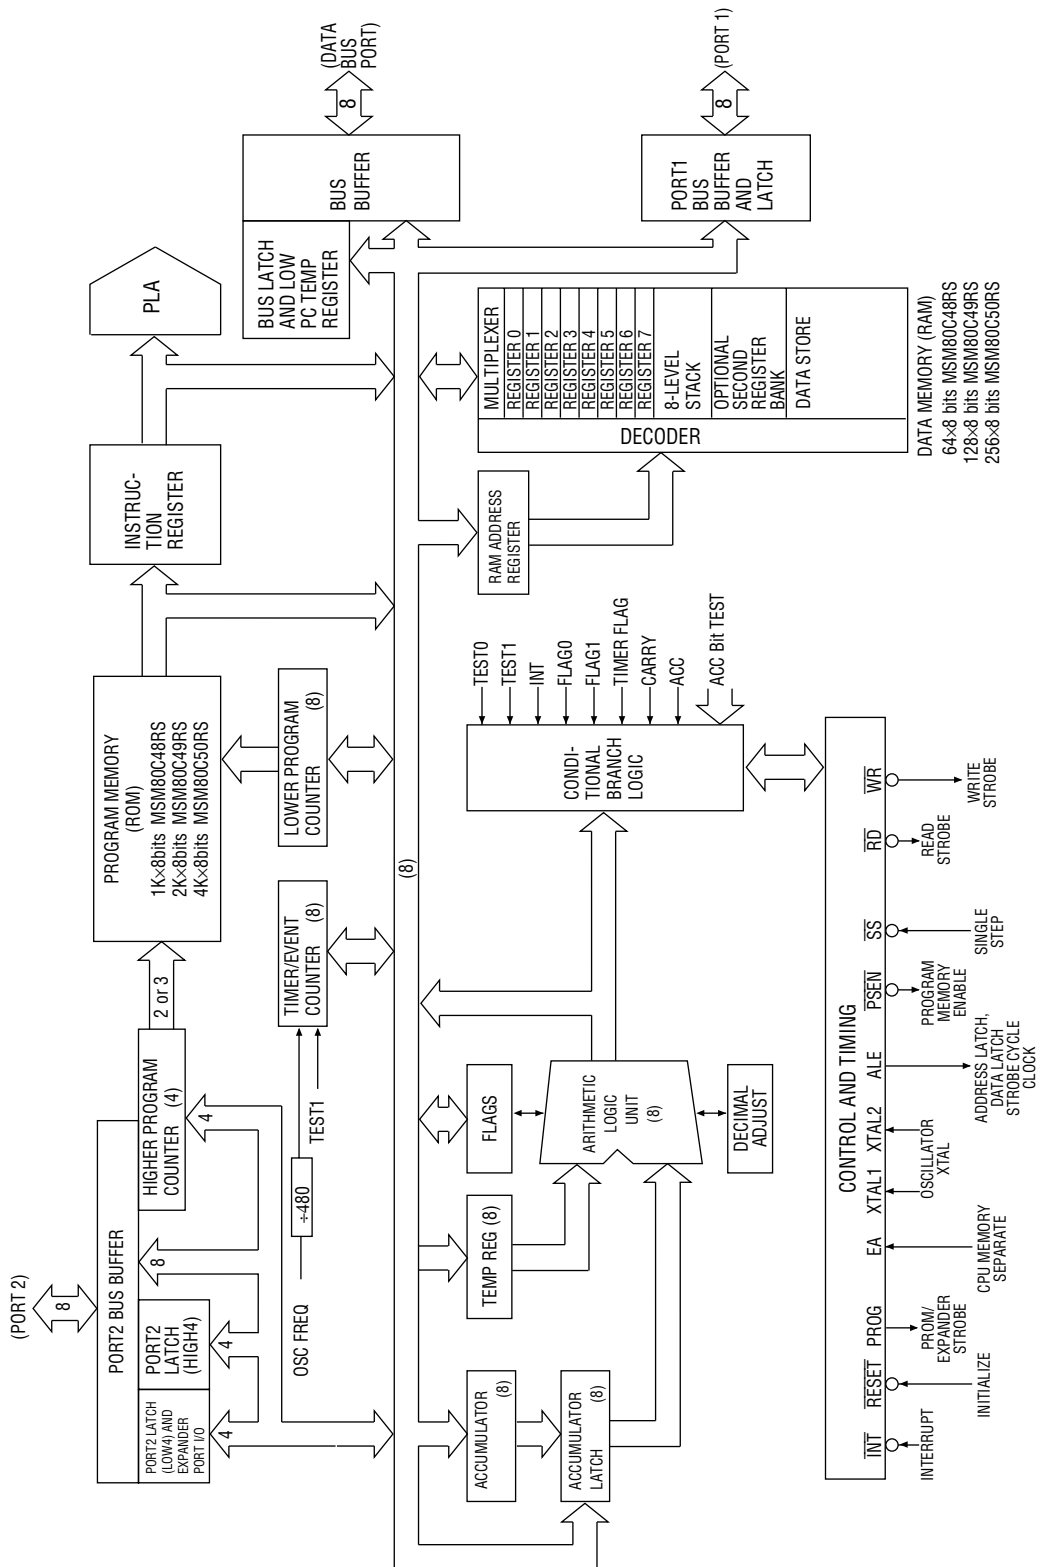 (PORT 2)
8
PORT2 BUS BUFFER
PORT2 LATCH
(LOW4) AND
EXPANDER
PORT I/O
PORT2
LATCH
(HIGH4)
HIGHER PROGRAM
COUNTER (4)
4
4
8
4
2 or 3
PROGRAM MEMORY
(ROM)
1K×8bits MSM80C48RS
2K×8bits MSM80C49RS
4K×8bits MSM80C50RS
INSTRUC-
TION
REGISTER
PLA
OSC FREQ
÷480
TEST1
TIMER/EVENT
COUNTER (8)
LOWER PROGRAM
COUNTER (8)
BUS LATCH
AND LOW
PC TEMP
REGISTER
BUS
BUFFER
8
(DATA
BUS
PORT)
(8)
ACCUMULATOR
(8)
ACCUMULATOR
LATCH (8)
TEMP REG (8)
FLAGS
ARITHMETIC
LOGIC
UNIT
(8)
DECIMAL
ADJUST
CONDI-
TIONAL
BRANCH
LOGIC
TEST0
TEST1
INT
FLAG0
FLAG1
TIMER FLAG
CARRY
ACC
ACC Bit TEST
RAM ADDRESS
REGISTER
MULTIPLEXER
REGISTER 0
REGISTER 1
REGISTER 2
REGISTER 3
REGISTER 4
REGISTER 5
REGISTER 6
REGISTER 7
8-LEVEL
STACK
OPTIONAL
SECOND
REGISTER
BANK
DATA STORE
DECODER
DATA MEMORY (RAM)
64×8 bits MSM80C48RS
128×8 bits MSM80C49RS
256×8 bits MSM80C50RS
PORT1
BUS
BUFFER
AND
LATCH
8
(PORT 1)
CONTROL AND TIMING
INT
RESET
PROG
EA
XTAL1
XTAL2
ALE
PSEN
SS
RD
WR
INTERRUPT
INITIALIZE
PROM/
EXPANDER
STROBE
CPU MEMORY
SEPARATE
OSCILLATOR
XTAL
ADDRESS LATCH,
DATA LATCH
STROBE CYCLE
CLOCK
PROGRAM
MEMORY
ENABLE
SINGLE
STEP
READ
STROBE
WRITE
STROBE